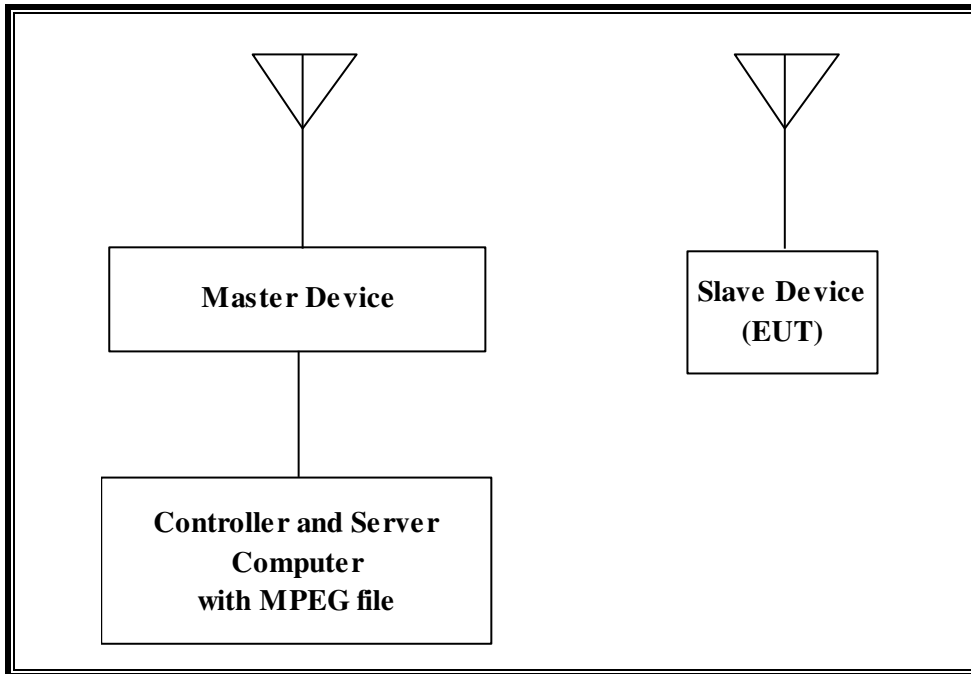 Master Device
Slave Device
(EUT)
Controller and Server
Computer
with MPEG file